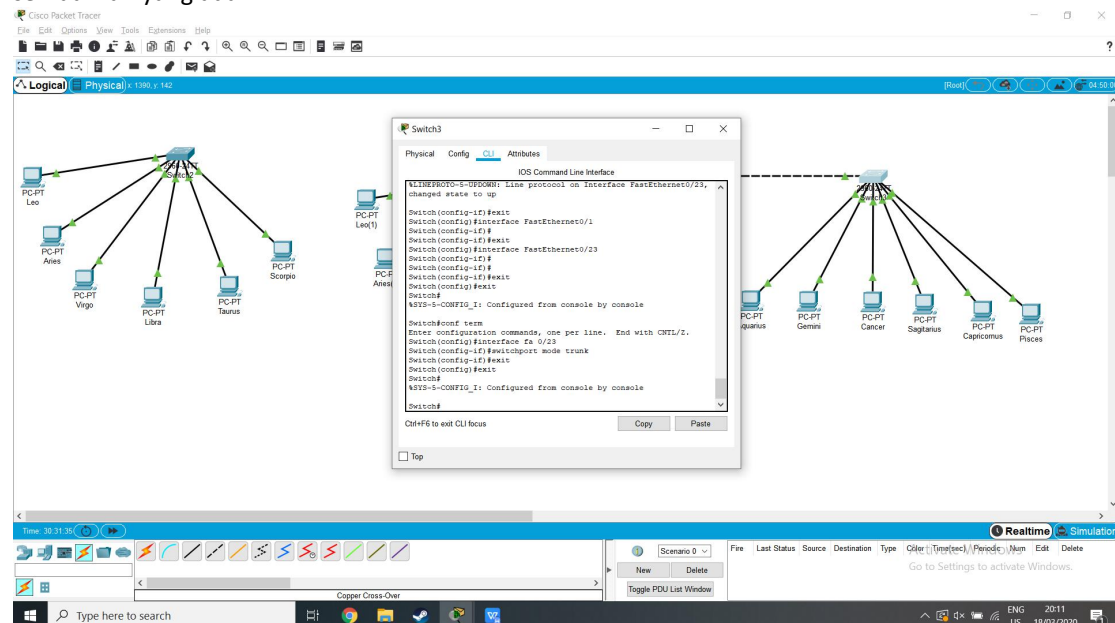 Cisco Packet Tracer
File Edit Options View Tools Extensions Help
Logical Physical x: 1390, y: 142 [Root] 04:50:00
Switch3
Physical Config CLI Attributes
IOS Command Line Interface
%LINEPROTO-5-UPDOWN: Line protocol on Interface FastEthernet0/23,
changed state to up
Switch(config-if)#exit
Switch(config)#interface FastEthernet0/1
Switch(config-if)#
Switch(config-if)#exit
Switch(config)#interface FastEthernet0/23
Switch(config-if)#
Switch(config-if)#
Switch(config-if)#exit
Switch(config)#exit
Switch#
%SYS-5-CONFIG_I: Configured from console by console
Switch#conf term
Enter configuration commands, one per line. End with CNTL/Z.
Switch(config)#interface fa 0/23
Switch(config-if)#switchport mode trunk
Switch(config-if)#exit
Switch(config)#exit
Switch#
%SYS-5-CONFIG_I: Configured from console by console
Switch#
Ctrl+F6 to exit CLI focus Copy Paste
Top
2960-24TT
Switch2
PC-PT
Leo
PC-PT
Aries
PC-PT
Virgo
PC-PT
Libra
PC-PT
Taurus
PC-PT
Scorpio
PC-PT
Leo(1)
2960-24TT
Switch3
PC-PT
Gemini
PC-PT
Cancer
PC-PT
Sagitarius
PC-PT
Capricornus
PC-PT
Pisces
Time: 30:31:35 Realtime Simulation
Scenario 0
New Delete
Toggle PDU List Window
Fire Last Status Source Destination Type Color Time(sec) Periodic Num Edit Delete
Activate Windows
Go to Settings to activate Windows.
Copper Cross-Over
Type here to search
ENG 20:11
US 18/03/2020